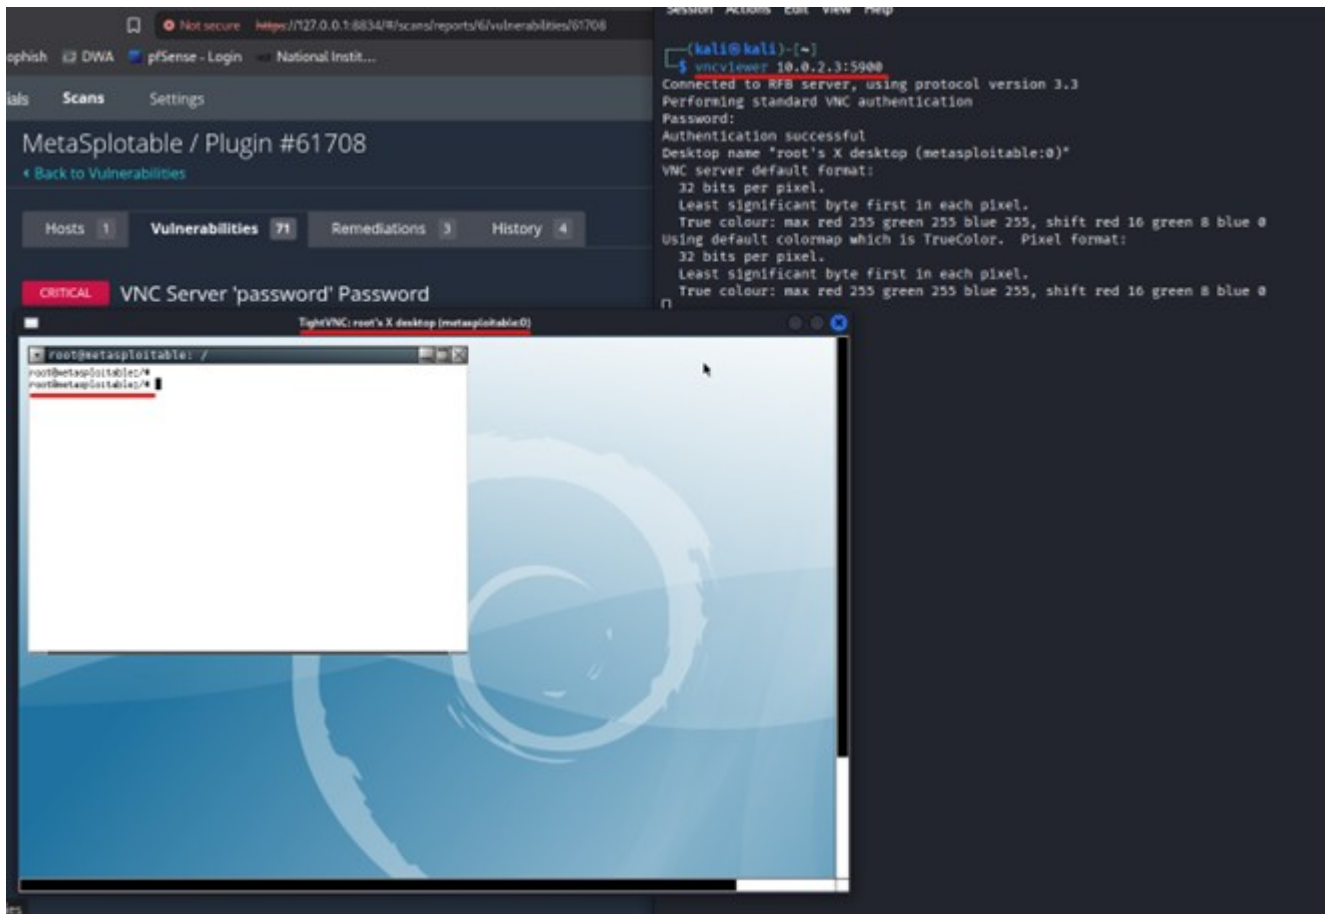 Not secure https://127.0.0.1:8834/#/scans/reports/6/vulnerabilities/61708
ophish DWA pfSense - Login National Instit...
ials Scans Settings
MetaSplotable / Plugin #61708
Back to Vulnerabilities
Hosts 1 Vulnerabilities 71 Remediations 3 History 4
CRITICAL VNC Server 'password' Password
Session Actions Edit View Help
(kali㉿kali)-[~]
$ vncviewer 10.0.2.3:5900
Connected to RFB server, using protocol version 3.3
Performing standard VNC authentication
Password:
Authentication successful
Desktop name "root's X desktop (metasploitable:0)"
VNC server default format:
32 bits per pixel.
Least significant byte first in each pixel.
True colour: max red 255 green 255 blue 255, shift red 16 green 8 blue 0
Using default colormap which is TrueColor. Pixel format:
32 bits per pixel.
Least significant byte first in each pixel.
True colour: max red 255 green 255 blue 255, shift red 16 green 8 blue 0
TightVNC: root's X desktop (metasploitable:0)
root@metasploitable: /
root@metasploitable:/#
root@metasploitable:/#